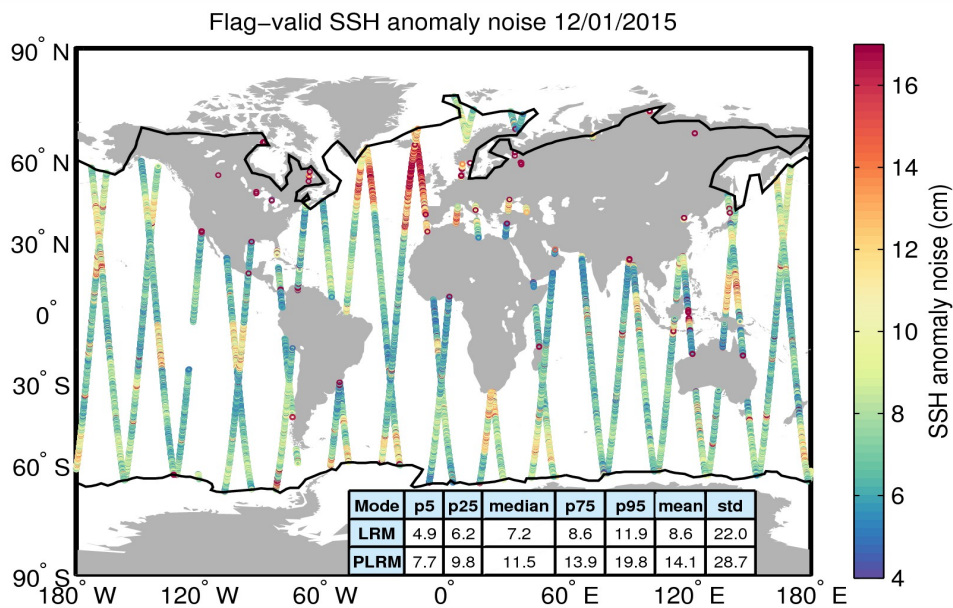 Flag−valid SSH anomaly noise 12/01/2015
90° N
60° N
30° N
0°
30° S
60° S
90° S
180° W 120° W 60° W 0° 60° E 120° E 180° E
Mode p5 p25 median p75 p95 mean std
LRM 4.9 6.2 7.2 8.6 11.9 8.6 22.0
PLRM 7.7 9.8 11.5 13.9 19.8 14.1 28.7
16
14
12
10
8
6
4
SSH anomaly noise (cm)